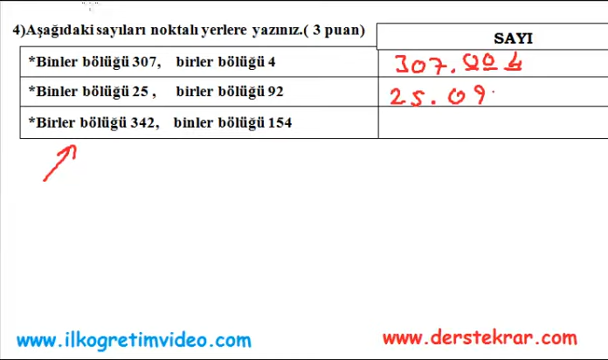 4)Aşağıdaki sayıları noktalı yerlere yazınız.( 3 puan)
SAYI
*Binler bölüğü 307, birler bölüğü 4 307.004
*Binler bölüğü 25 , birler bölüğü 92 25.09
*Birler bölüğü 342, binler bölüğü 154
www.ilkogretimvideo.com www.derstekrar.com